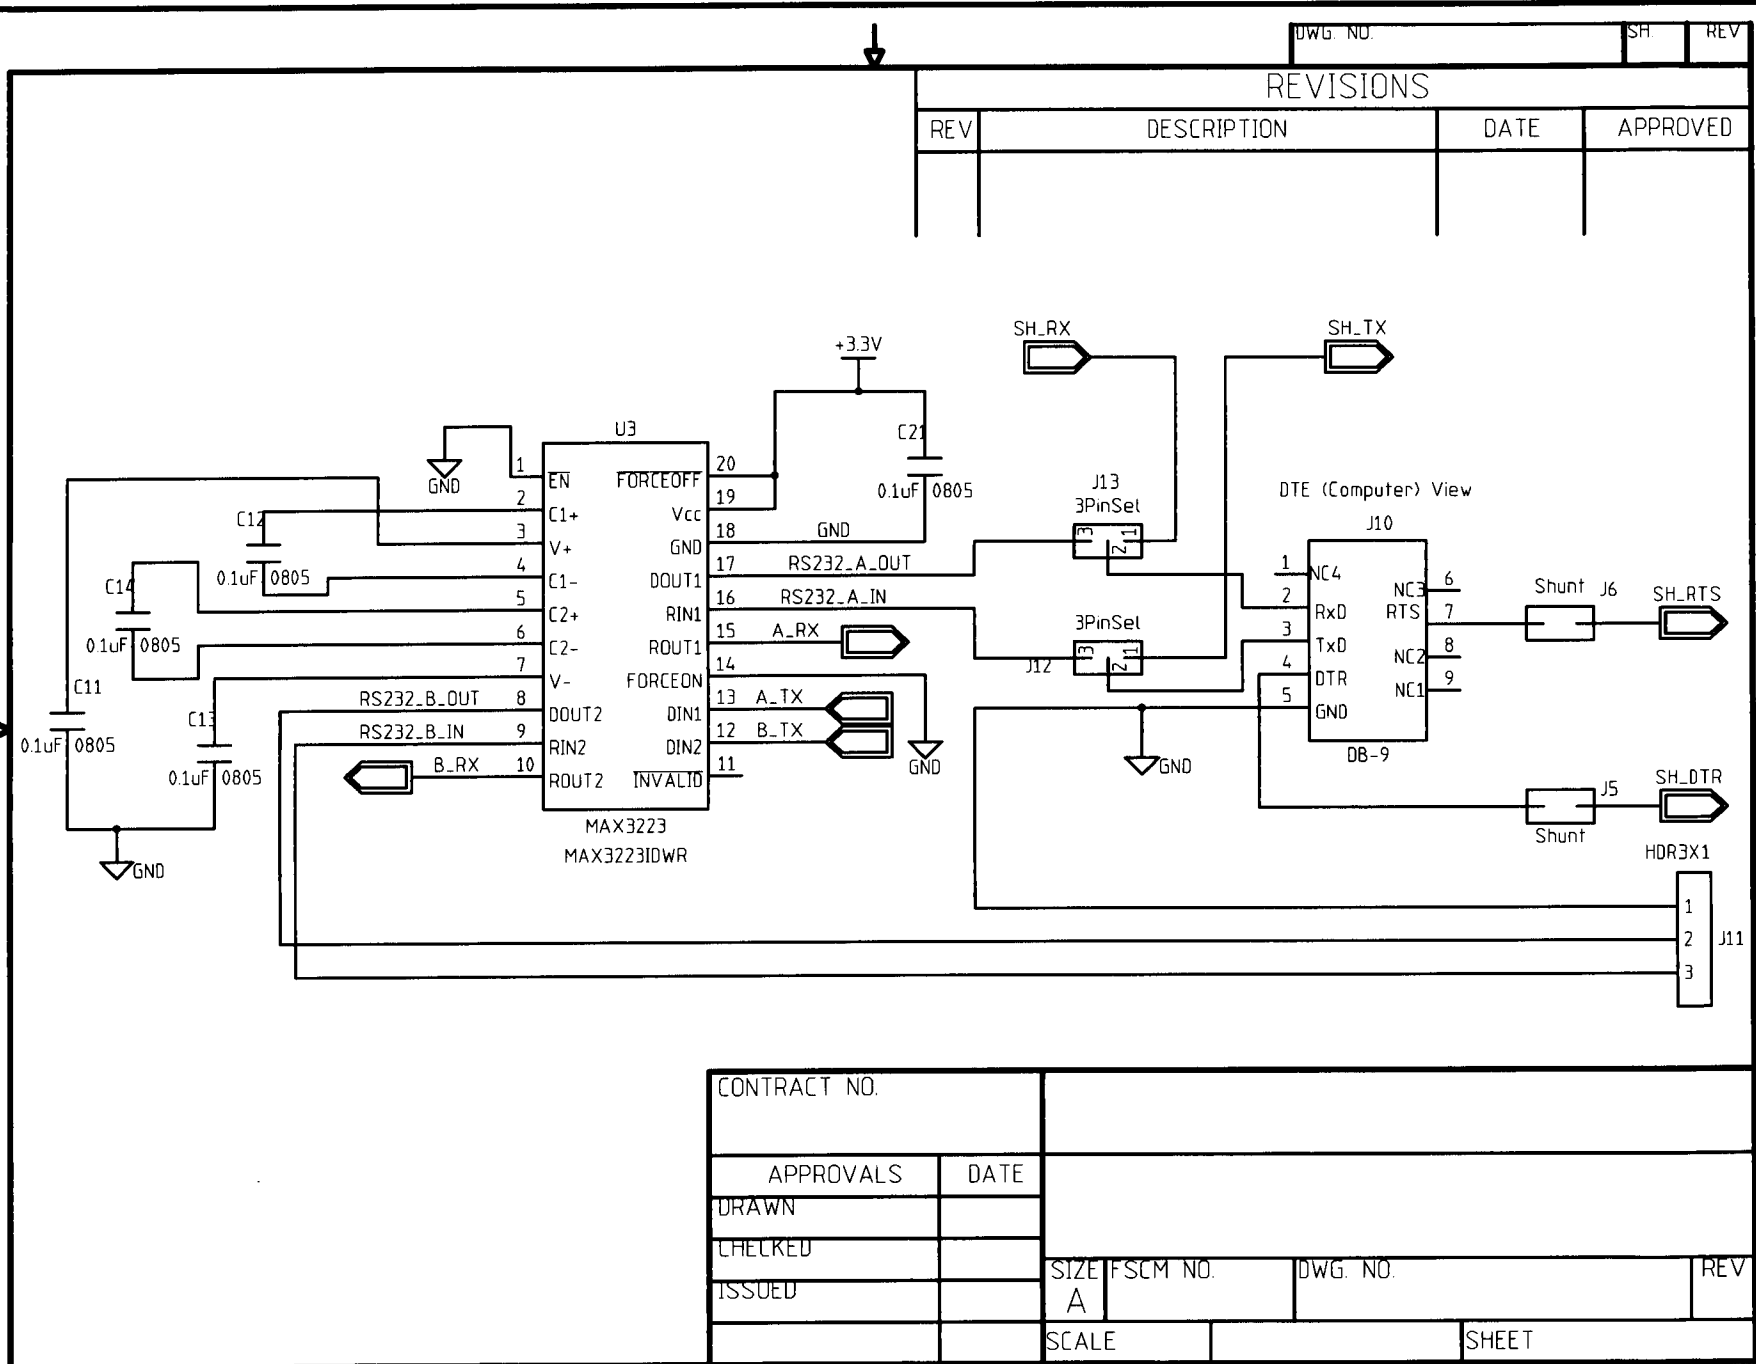 DWG. NO. SH. REV
REVISIONS
REV DESCRIPTION DATE APPROVED
SH_RX
SH_TX
+3.3V
U3
C21
0.1uF 0805
GND
1 EN
2 C1+
3 V+
4 C1-
5 C2+
6 C2-
7 V-
8 DOUT2
9 RIN2
10 ROUT2
FORCEOFF 20
Vcc 19
GND 18
DOUT1 17
RIN1 16
ROUT1 15
FORCEON 14
DIN1 13
DIN2 12
INVALID 11
MAX3223
MAX3223IDWR
C12
0.1uF 0805
C14
0.1uF 0805
C11
0.1uF 0805
C13
0.1uF 0805
GND
RS232_B_OUT
RS232_B_IN
B_RX
GND
RS232_A_OUT
RS232_A_IN
A_RX
A_TX
B_TX
GND
J13
3PinSel
3 2 1
3PinSel
J12
3 2 1
DTE (Computer) View
J10
1 NC4
2 RxD
3 TxD
4 DTR
5 GND
NC3 6
RTS 7
NC2 8
NC1 9
DB-9
GND
Shunt J6
SH_RTS
J5
Shunt
SH_DTR
HDR3X1
1
2
3
J11
CONTRACT NO.
APPROVALS DATE
DRAWN
CHECKED
ISSUED
SIZE
A
FSCM NO.
DWG. NO.
REV
SCALE
SHEET